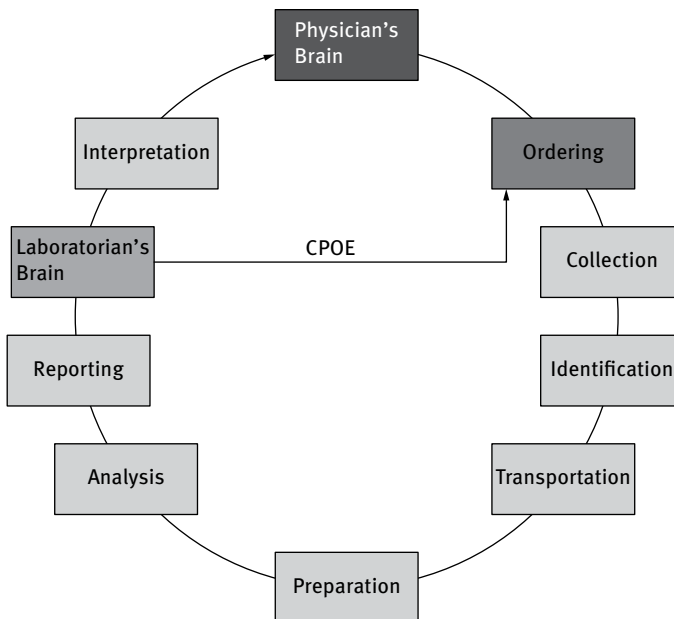 Physician’s
Brain
Interpretation
Ordering
Laboratorian’s
Brain
CPOE
Collection
Reporting
Identification
Analysis
Transportation
Preparation